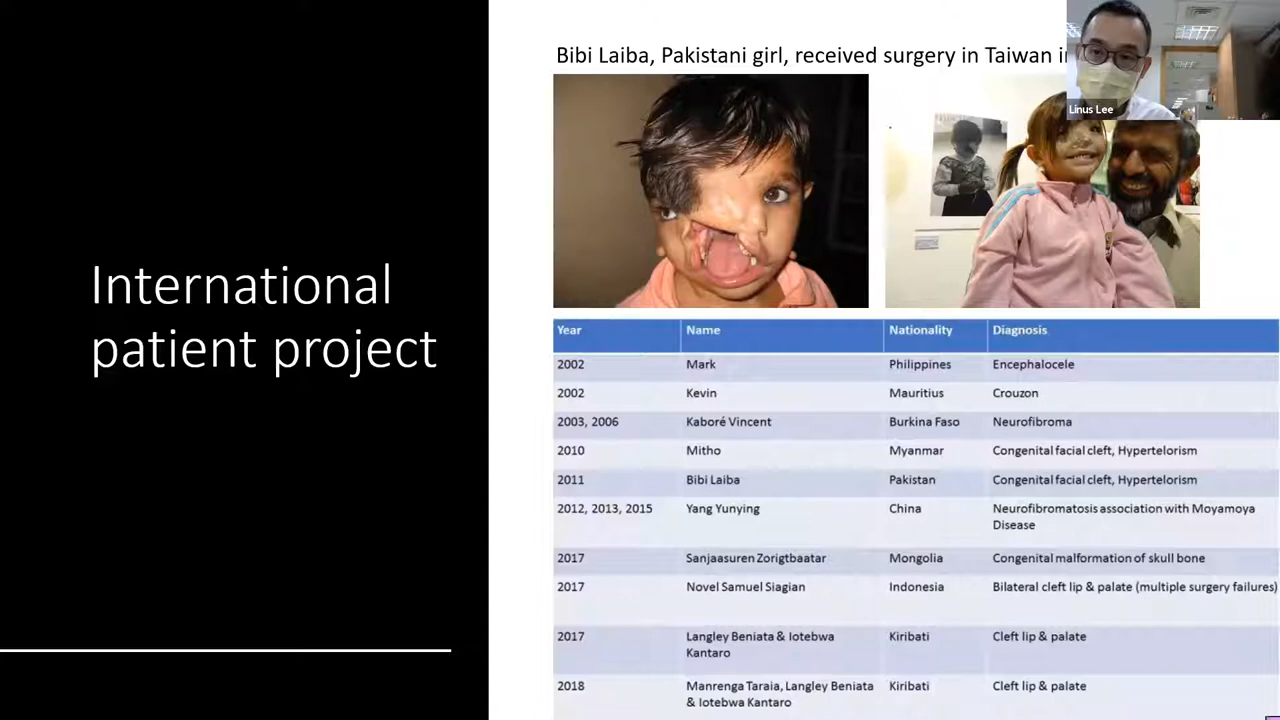 International
patient project
Bibi Laiba, Pakistani girl, received surgery in Taiwan
Linus Lee
Year Name Nationality Diagnosis
2002 Mark Philippines Encephalocele
2002 Kevin Mauritius Crouzon
2003, 2006 Kaboré Vincent Burkina Faso Neurofibroma
2010 Mitho Myanmar Congenital facial cleft, Hypertelorism
2011 Bibi Laiba Pakistan Congenital facial cleft, Hypertelorism
2012, 2013, 2015 Yang Yunying China Neurofibromatosis association with Moyamoya
Disease
2017 Sanjaasuren Zorigtbaatar Mongolia Congenital malformation of skull bone
2017 Novel Samuel Siagian Indonesia Bilateral cleft lip & palate (multiple surgery failures)
2017 Langley Beniata & Iotebwa Kiribati Cleft lip & palate
Kantaro
2018 Manrenga Taraia, Langley Beniata Kiribati Cleft lip & palate
& Iotebwa Kantaro